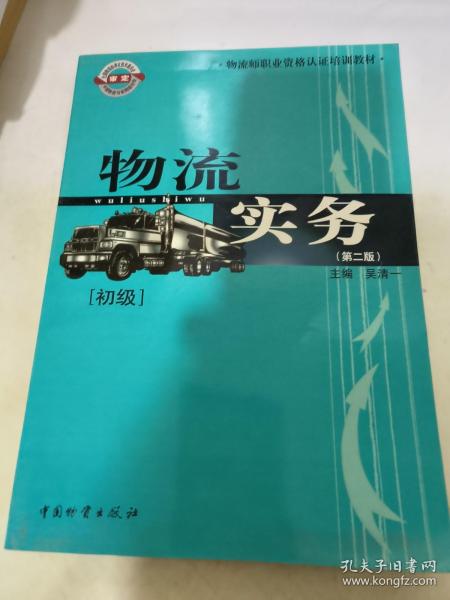 ·物流师职业资格认证培训教材·
审定
物流
wuliushiwu
实务
(第二版)
主编 吴清一
[初级]
中国物资出版社
孔夫子旧书网
www.kongfz.com